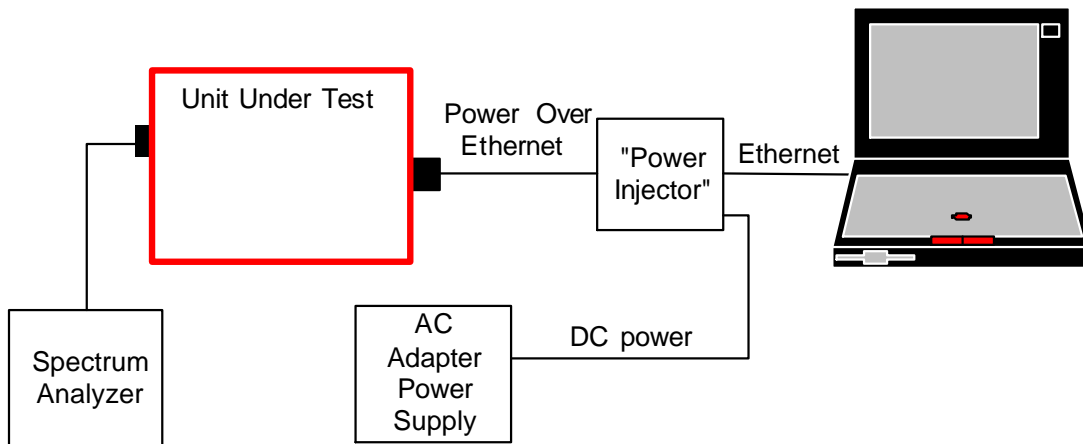 Unit Under Test
Power Over
Ethernet
"Power
Injector"
Ethernet
Spectrum
Analyzer
AC
Adapter
Power
Supply
DC power